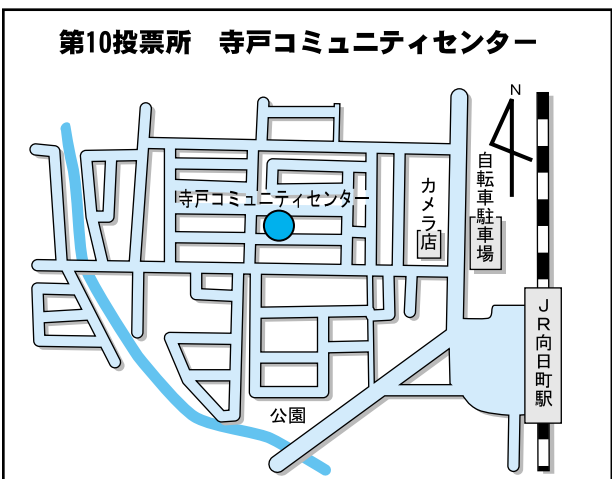 第10投票所　寺戸コミュニティセンター
N
自転車駐車場
カメラ店
寺戸コミュニティセンター
JR向日町駅
公園